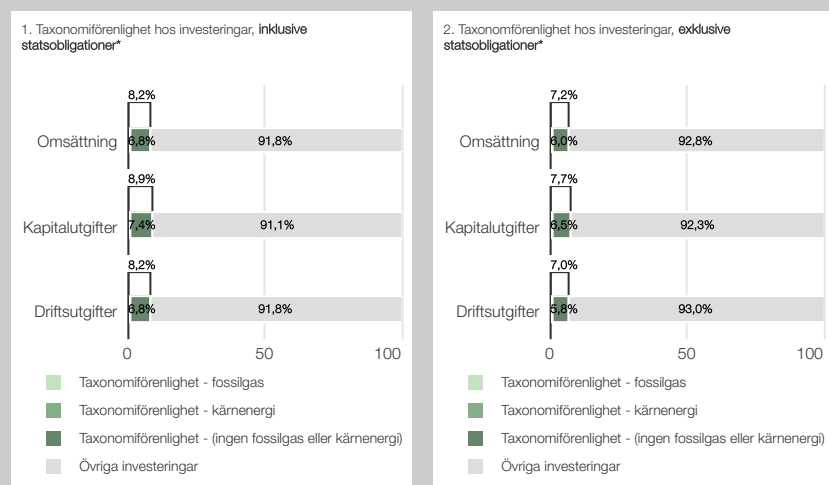 1. Taxonomiförenlighet hos investeringar, inklusive
statsobligationer*
8,2%
Omsättning
6,8%
91,8%
8,9%
Kapitalutgifter
7,4%
91,1%
8,2%
Driftsutgifter
6,8%
91,8%
0
50
100
Taxonomiförenlighet - fossilgas
Taxonomiförenlighet - kärnenergi
Taxonomiförenlighet - (ingen fossilgas eller kärnenergi)
Övriga investeringar
2. Taxonomförenlighet hos investeringar, exklusive
statsobligationer*
7,2%
Omsättning
6,0%
92,8%
7,7%
Kapitalutgifter
6,5%
92,3%
7,0%
Driftsutgifter
5,8%
93,0%
0
50
100
Taxonomiförenlighet - fossilgas
Taxonomiförenlighet - kärnenergi
Taxonomiförenlighet - (ingen fossilgas eller kärnenergi)
Övriga investeringar